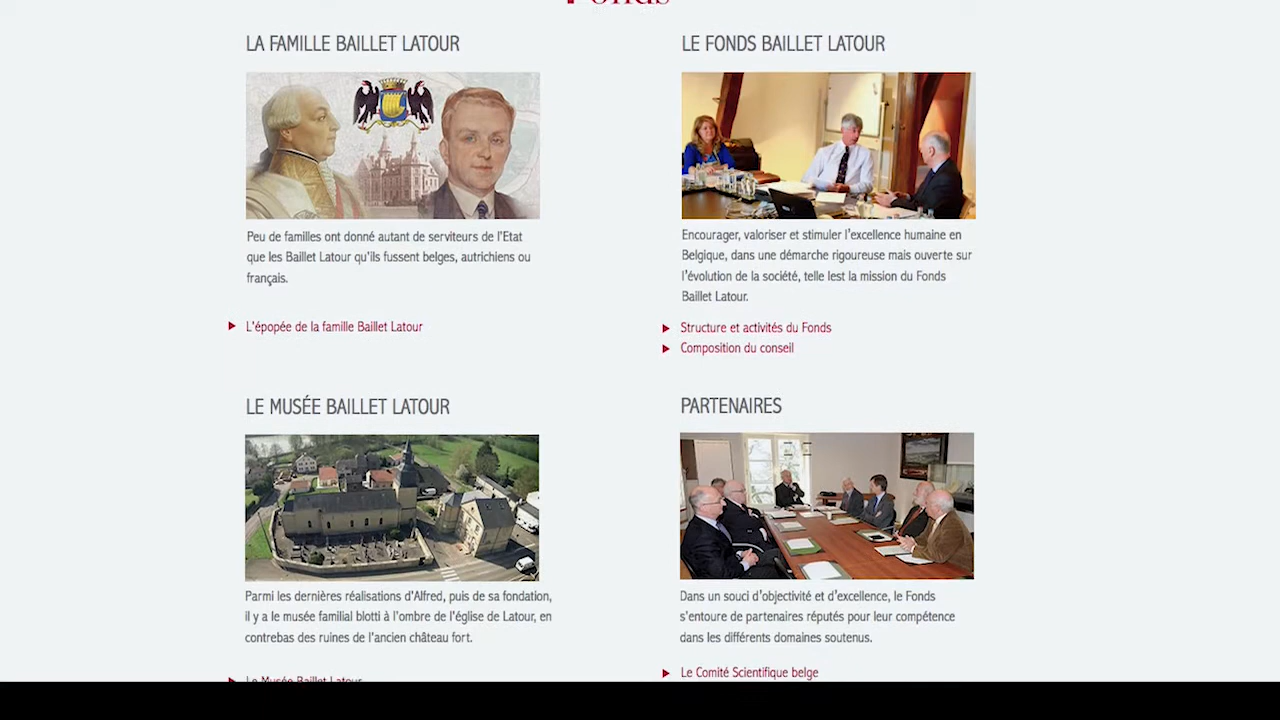 Fonds
LA FAMILLE BAILLET LATOUR
Peu de familles ont donné autant de serviteurs de l'Etat
que les Baillet Latour qu'ils fussent belges, autrichiens ou
français.
L'épopée de la famille Baillet Latour
LE FONDS BAILLET LATOUR
Encourager, valoriser et stimuler l'excellence humaine en
Belgique, dans une démarche rigoureuse mais ouverte sur
l'évolution de la société, telle lest la mission du Fonds
Baillet Latour.
Structure et activités du Fonds
Composition du conseil
LE MUSÉE BAILLET LATOUR
Parmi les dernières réalisations d'Alfred, puis de sa fondation,
il y a le musée familial blotti à l'ombre de l'église de Latour, en
contrebas des ruines de l'ancien château fort.
Le Musée Baillet Latour
PARTENAIRES
Dans un souci d'objectivité et d'excellence, le Fonds
s'entoure de partenaires réputés pour leur compétence
dans les différents domaines soutenus.
Le Comité Scientifique belge